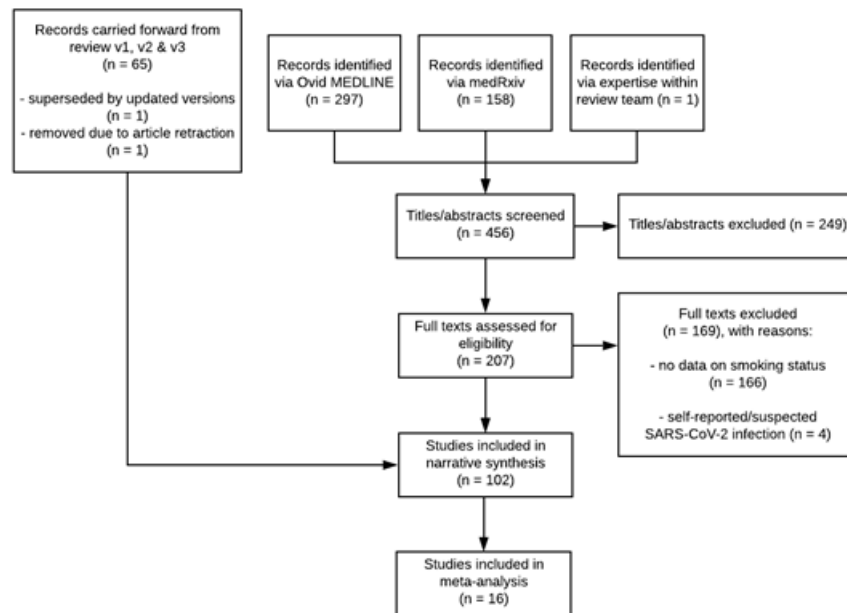 Records carried forward from
review v1, v2 & v3
(n = 65)
- superseded by updated versions
(n = 1)
- removed due to article retraction
(n = 1)
Records identified
via Ovid MEDLINE
(n = 297)
Records identified
via medRxiv
(n = 158)
Records identified
via expertise within
review team (n = 1)
Titles/abstracts screened
(n = 456)
Titles/abstracts excluded (n = 249)
Full texts assessed for
eligibility
(n = 207)
Full texts excluded
(n = 169), with reasons:
- no data on smoking status
(n = 166)
- self-reported/suspected
SARS-CoV-2 infection (n = 4)
Studies included in
narrative synthesis
(n = 102)
Studies included in
meta-analysis
(n = 16)